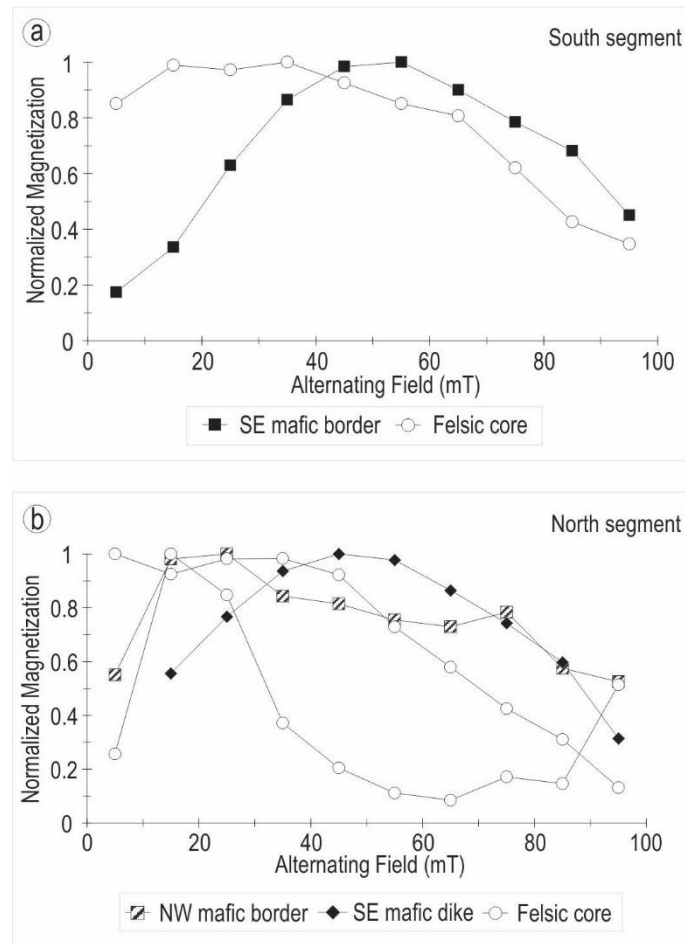 a
South segment
Normalized Magnetization
1
0.8
0.6
0.4
0.2
0
0 20 40 60 80 100
Alternating Field (mT)
SE mafic border Felsic core
b
North segment
Normalized Magnetization
1
0.8
0.6
0.4
0.2
0
0 20 40 60 80 100
Alternating Field (mT)
NW mafic border SE mafic dike Felsic core